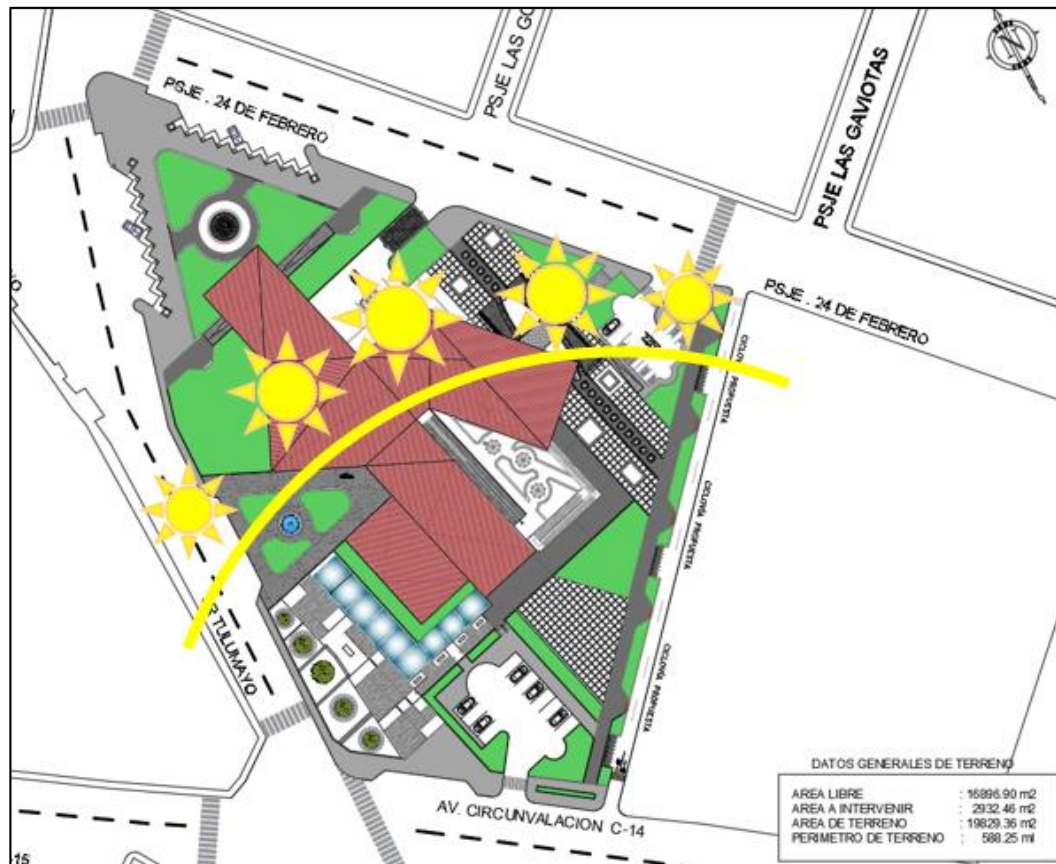 PSJE . 24 DE FEBRERO
PSJE LAS GAVIOTAS
N
PSJE . 24 DE FEBRERO
CICLOVÍA PROPUESTA
CICLOVÍA PROPUESTA
CICLOVÍA PROPUESTA
TULUMAYO
AV. CIRCUNVALACION C-14
DATOS GENERALES DE TERRENO
AREA LIBRE : 16896.90 m2
AREA A INTERVENIR : 2932.46 m2
AREA DE TERRENO : 19829.36 m2
PERIMETRO DE TERRENO : 588.25 ml
PSJE LAS GO
-15